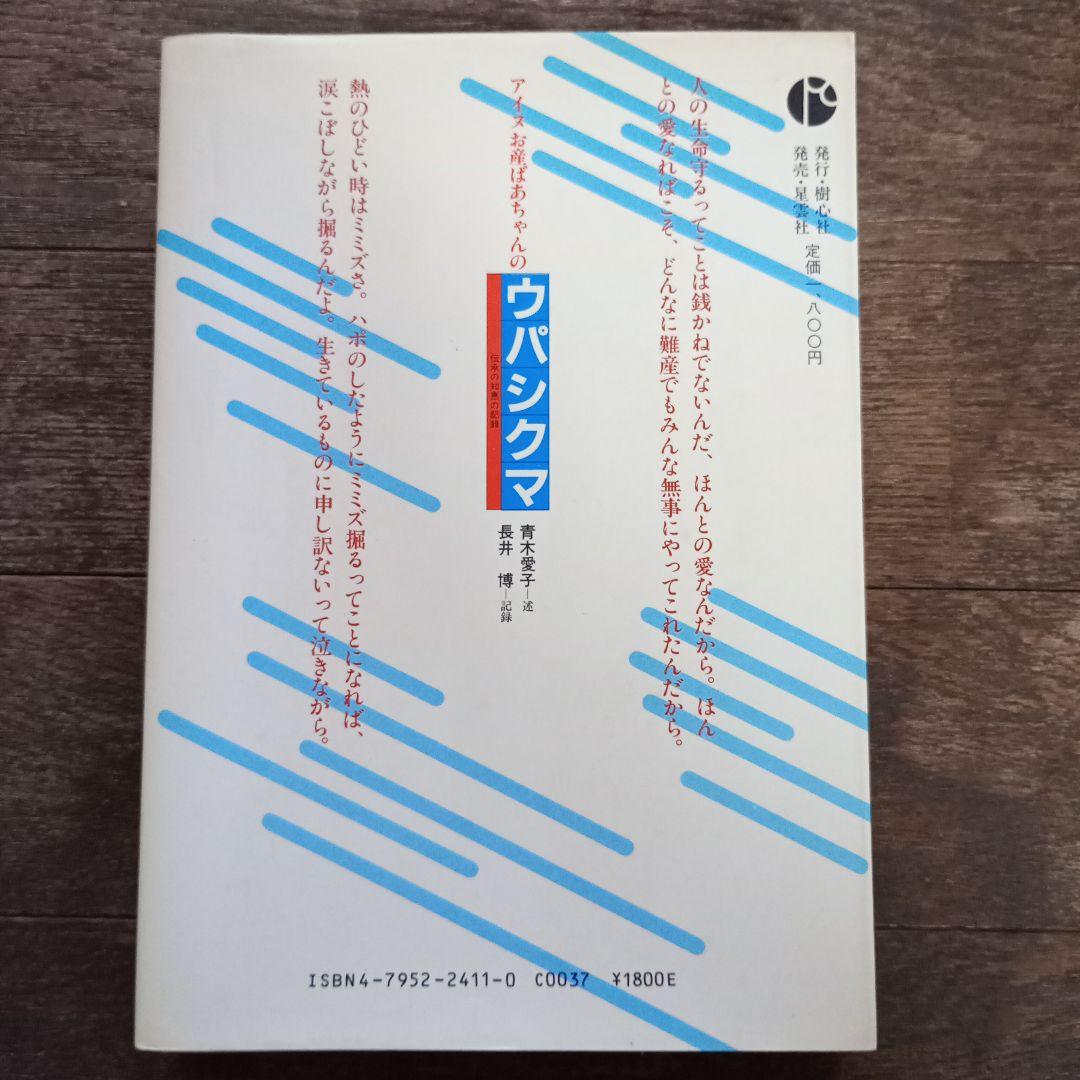 発行・樹心社
発売・星雲社
定価一、八〇〇円
人の生命守るってことは銭かねでないんだ、ほんとの愛なんだから。ほん
との愛なればこそ、どんなに難産でもみんな無事にやってこれたんだから。
アイヌお産ばあちゃんの
ウパシクマ
伝承の知恵の記録
青木愛子—述
長井 博—記録
熱のひどい時はミミズさ。ハポのしたようにミミズ掘るってことになれば、
涙こぼしながら掘るんだよ。生きているものに申し訳ないって泣きながら。
ISBN4-7952-2411-0 C0037 ¥1800E